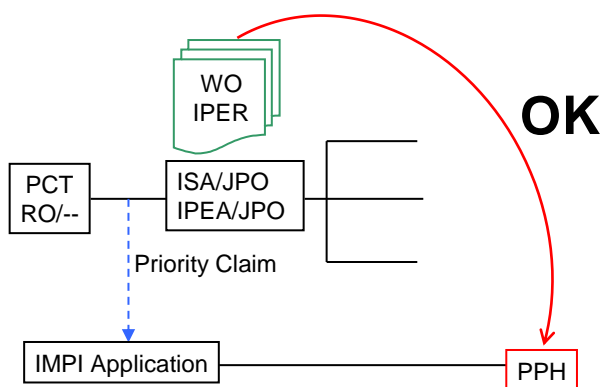 WO
IPER
OK
PCT
RO/--
ISA/JPO
IPEA/JPO
Priority Claim
IMPI Application
PPH